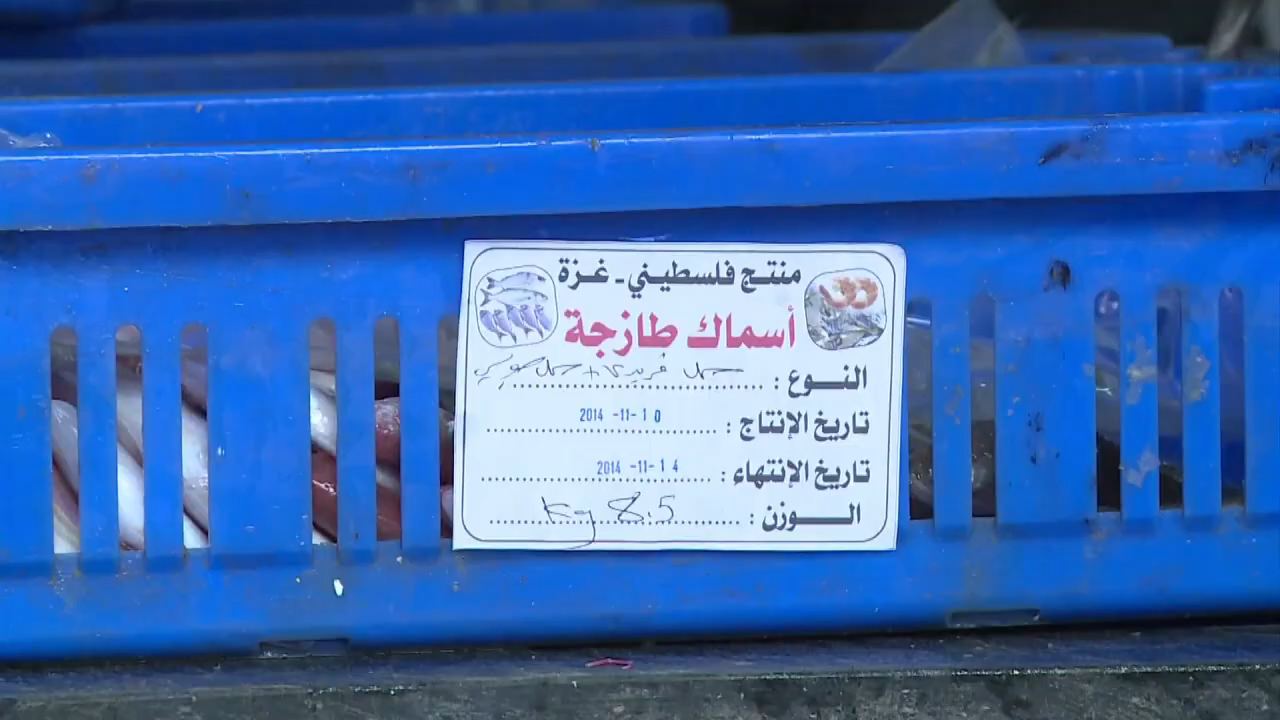 منتج فلسطيني - غزة
أسماك طازجة
النوع :
تاريخ الإنتاج : 2014 -11- 10
تاريخ الإنتهاء : 2014 -11- 14
الوزن : 8.5 Kg